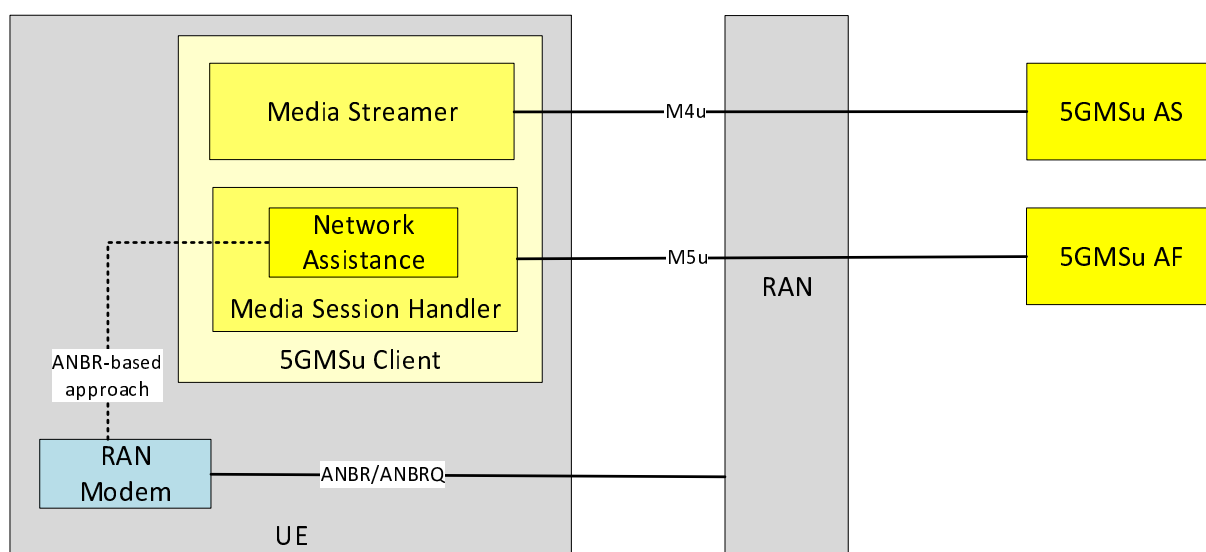 Media Streamer
M4u
5GMSu AS
Network
Assistance
M5u
5GMSu AF
RAN
Media Session Handler
5GMSu Client
ANBR-based
approach
RAN
Modem
ANBR/ANBRQ
UE